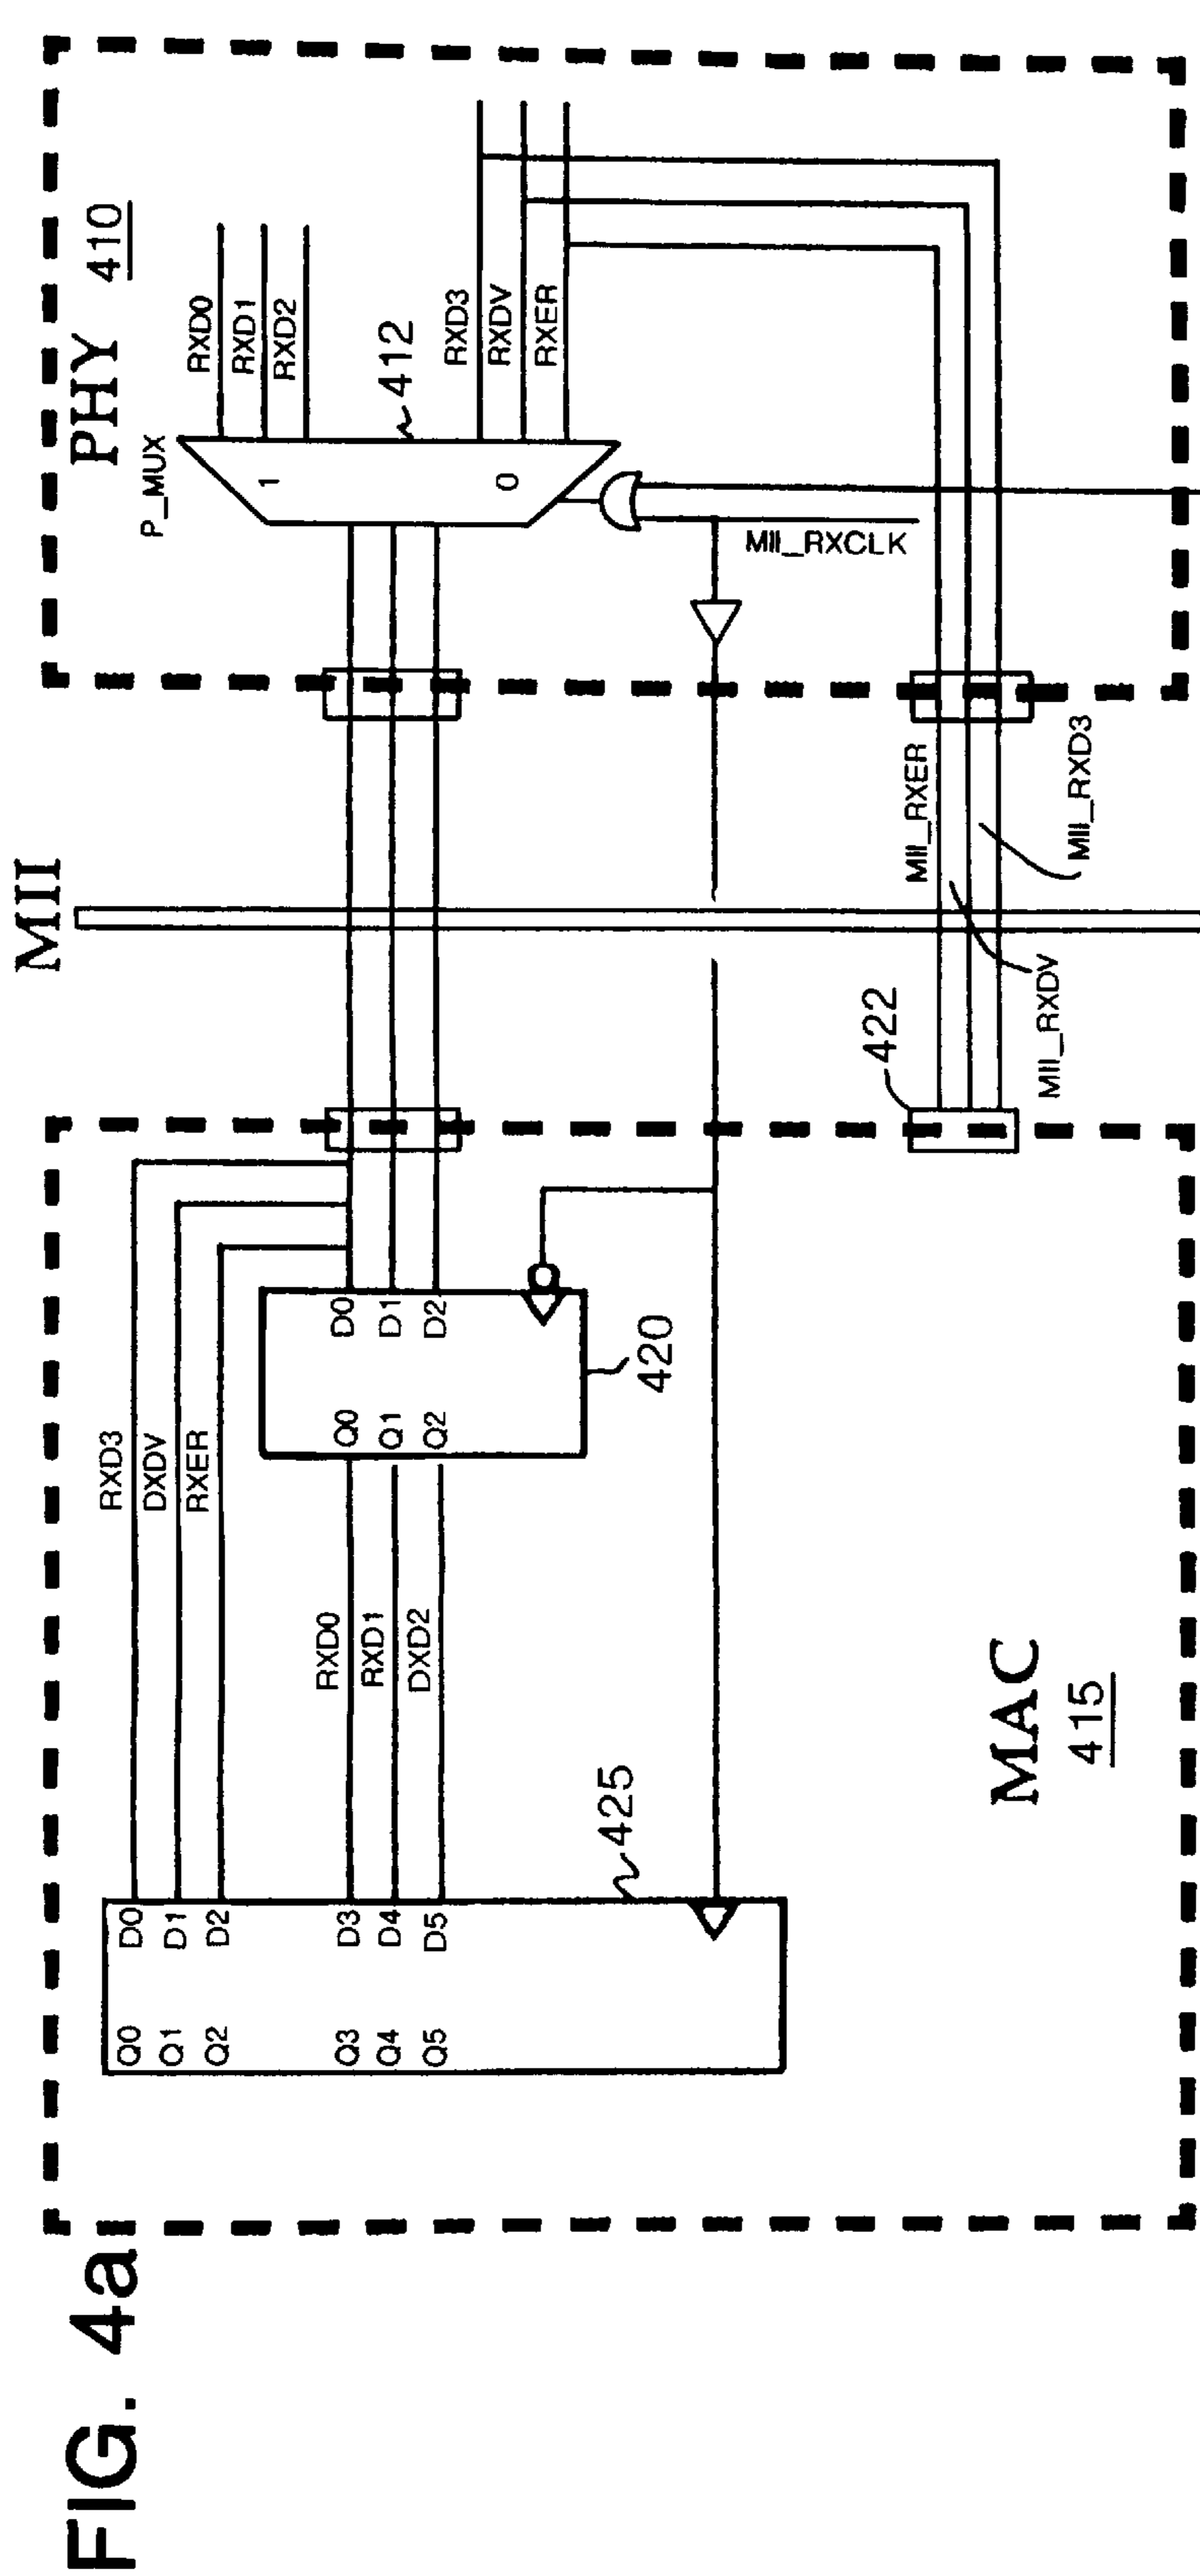 FIG. 4a
MII
PHY
410
P_MUX
RXD0
RXD1
RXD2
1
412
0
RXD3
RXDV
RXER
MII_RXCLK
MII_RXER
MII_RXD3
MII_RXDV
422
RXD3
DXDV
RXER
Q0
D0
Q1
D1
Q2
D2
420
RXD0
RXD1
DXD2
425
Q0
D0
Q1
D1
Q2
D2
Q3
D3
Q4
D4
Q5
D5
MAC
415